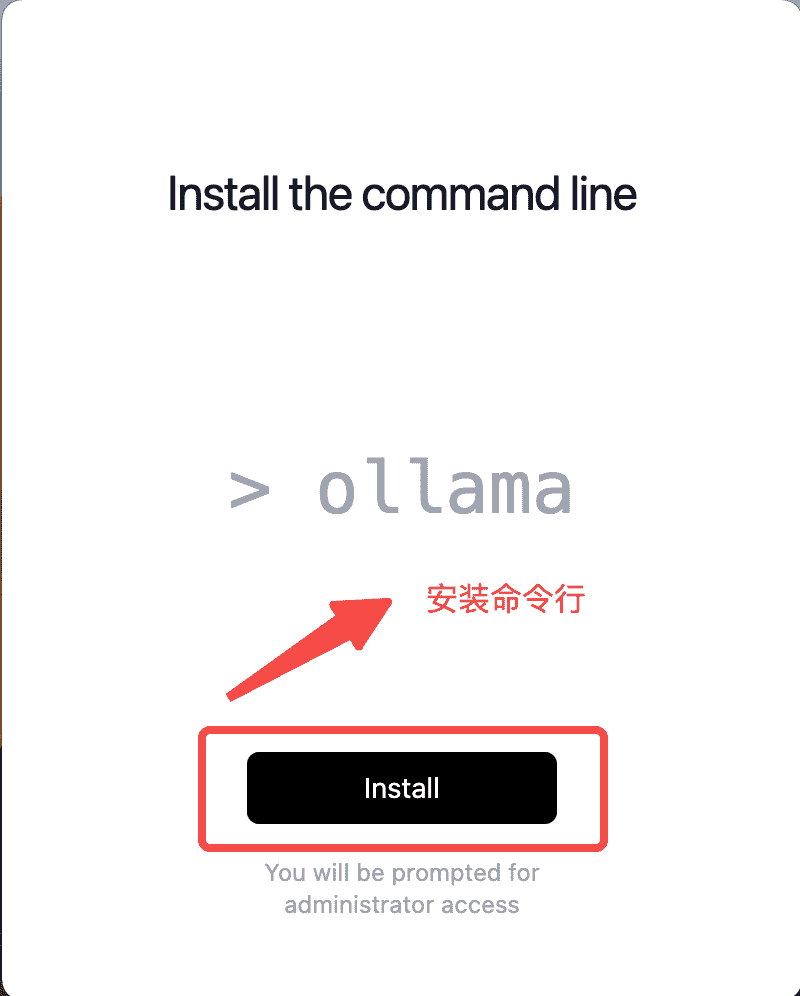 Install the command line
> ollama
安装命令行
Install
You will be prompted for
administrator access